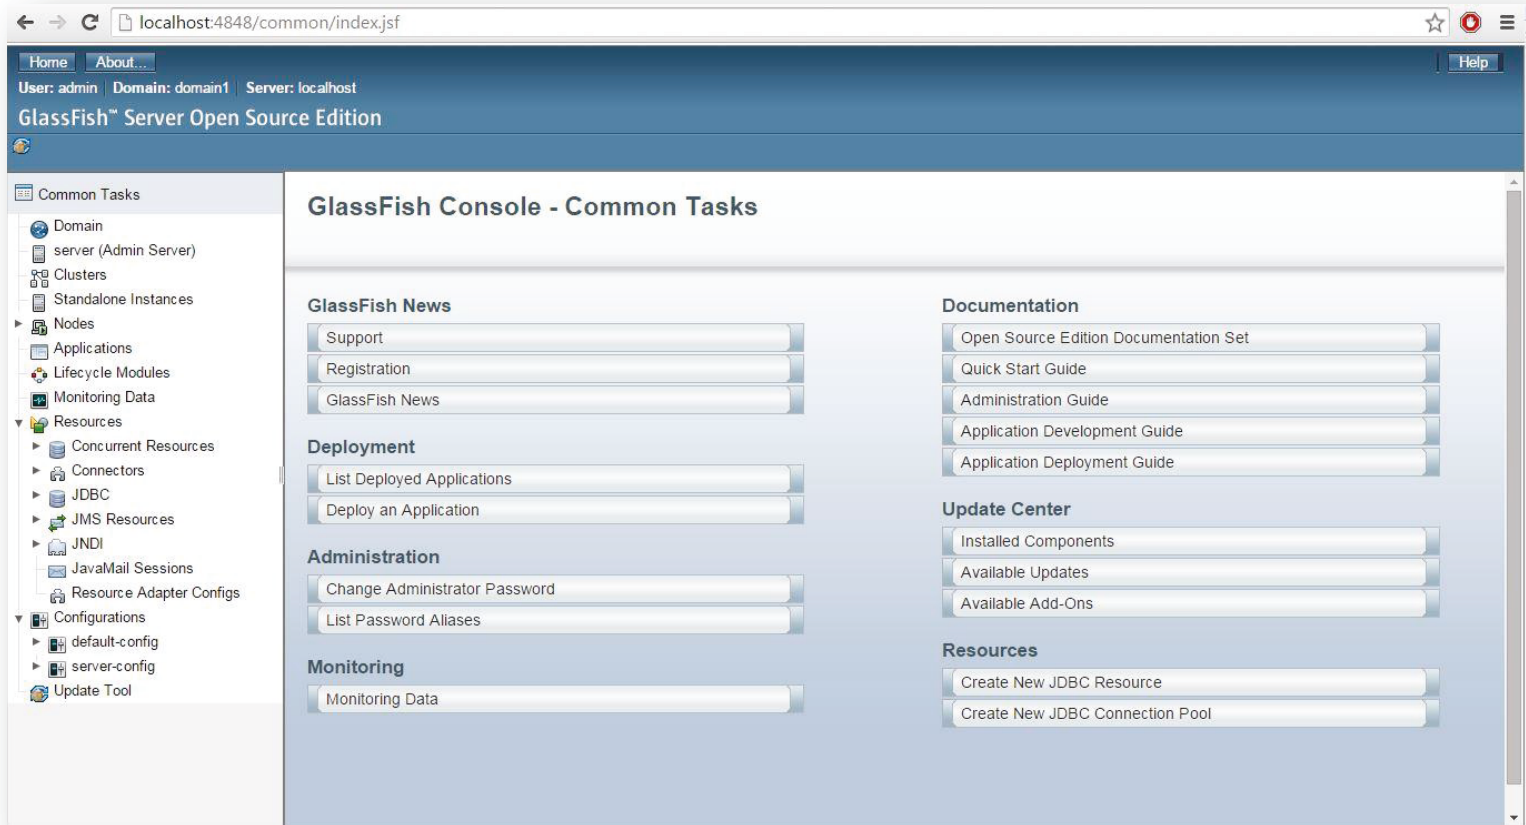 localhost:4848/common/index.jsf
Home About... Help
User: admin Domain: domain1 Server: localhost
GlassFish™ Server Open Source Edition
Common Tasks
Domain
server (Admin Server)
Clusters
Standalone Instances
Nodes
Applications
Lifecycle Modules
Monitoring Data
Resources
Concurrent Resources
Connectors
JDBC
JMS Resources
JNDI
JavaMail Sessions
Resource Adapter Configs
Configurations
default-config
server-config
Update Tool
GlassFish Console - Common Tasks
GlassFish News
Support
Registration
GlassFish News
Deployment
List Deployed Applications
Deploy an Application
Administration
Change Administrator Password
List Password Aliases
Monitoring
Monitoring Data
Documentation
Open Source Edition Documentation Set
Quick Start Guide
Administration Guide
Application Development Guide
Application Deployment Guide
Update Center
Installed Components
Available Updates
Available Add-Ons
Resources
Create New JDBC Resource
Create New JDBC Connection Pool